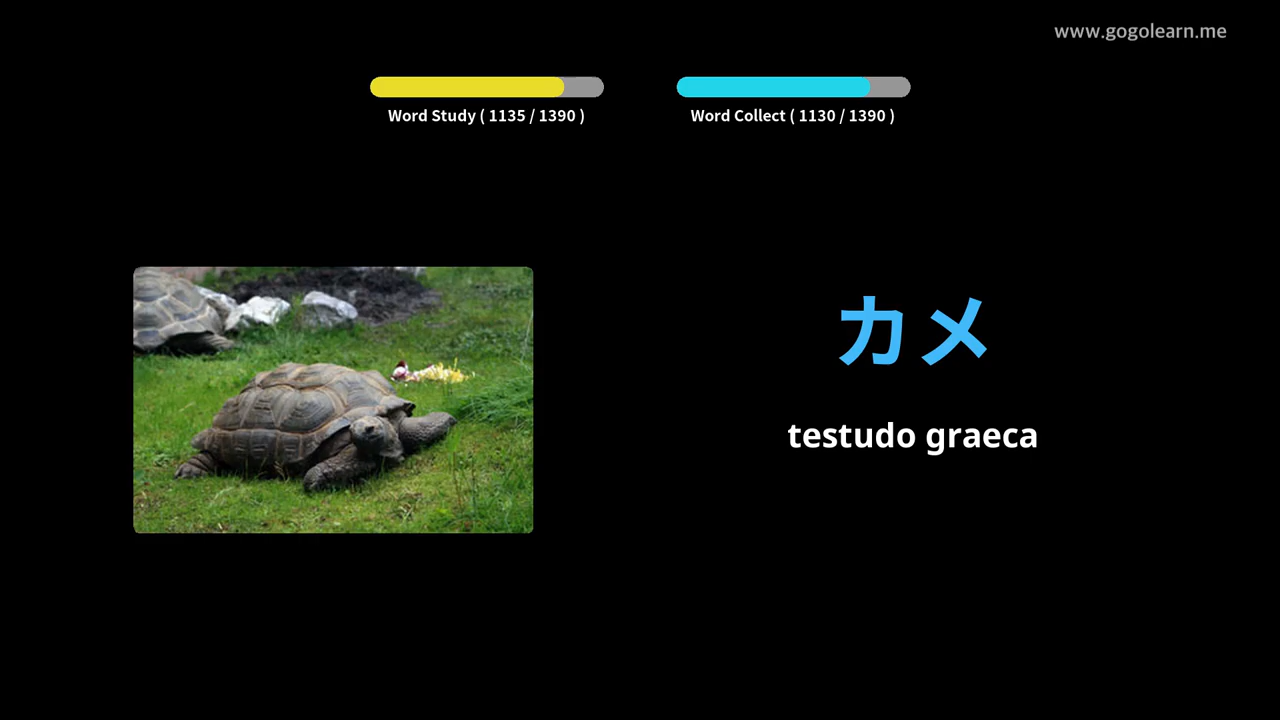 www.gogolearn.me
Word Study ( 1135 / 1390 )
Word Collect ( 1130 / 1390 )
カメ
testudo graeca